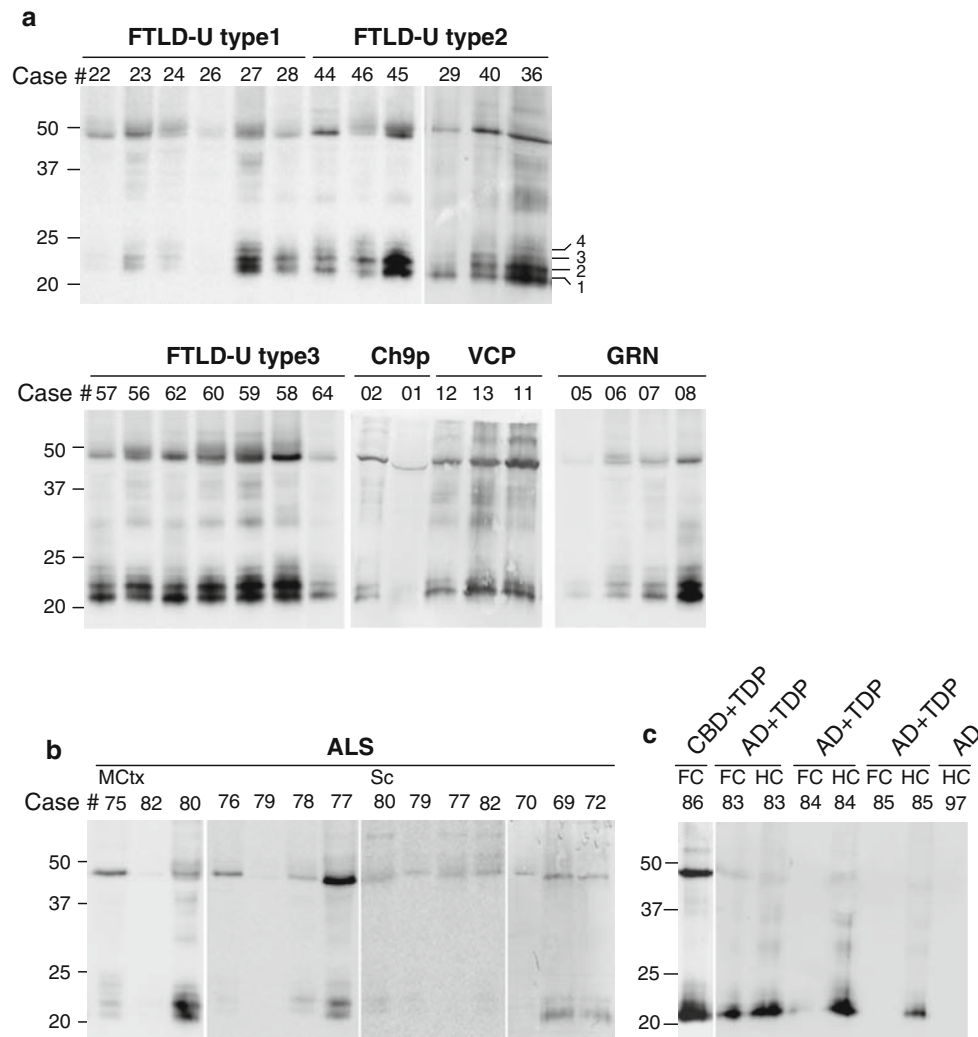 a
FTLD-U type1 FTLD-U type2
Case #22 23 24 26 27 28 44 46 45 29 40 36
50
37
25
20
4
3
2
1
FTLD-U type3 Ch9p VCP GRN
Case #57 56 62 60 59 58 64 02 01 12 13 11 05 06 07 08
50
37
25
20
b
ALS
MCtx Sc
Case #75 82 80 76 79 78 77 80 79 77 82 70 69 72
50
37
25
20
c
CBD+TDP AD+TDP AD+TDP AD+TDP AD
FC FC HC FC HC FC HC HC
86 83 83 84 84 85 85 97
50
37
25
20